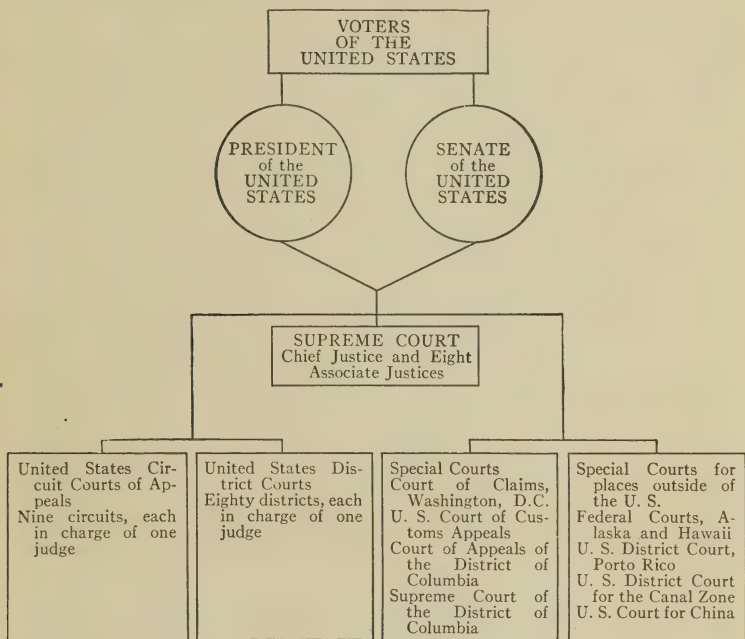 VOTERS
OF THE
UNITED STATES
PRESIDENT
of the
UNITED
STATES
SENATE
of the
UNITED
STATES
SUPREME COURT
Chief Justice and Eight
Associate Justices
United States Cir-
cuit Courts of Ap-
peals
Nine circuits, each
in charge of one
judge
United States Dis-
trict Courts
Eighty districts, each
in charge of one
judge
Special Courts
Court of Claims,
Washington, D.C.
U. S. Court of Cus-
toms Appeals
Court of Appeals of
the District of
Columbia
Supreme Court of
the District of
Columbia
Special Courts for
places outside of
the U. S.
Federal Courts, A-
laska and Hawaii
U. S. District Court,
Porto Rico
U. S. District Court
for the Canal Zone
U. S. Court for China